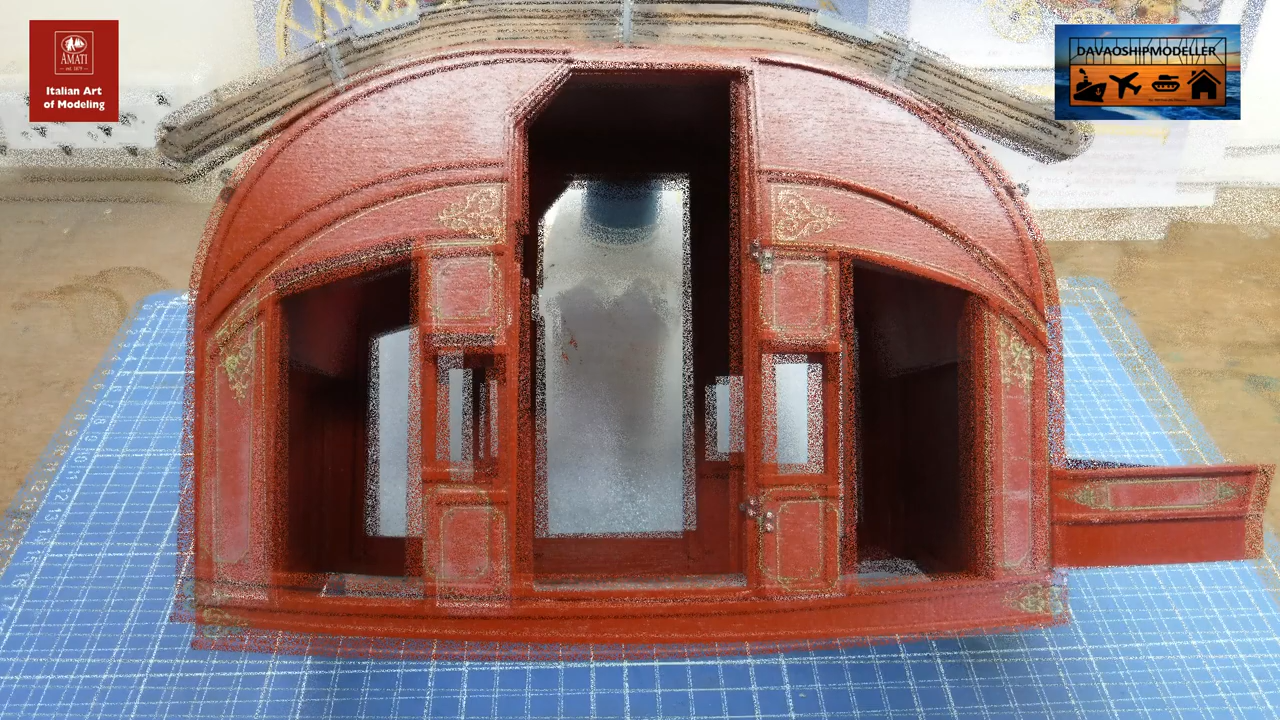 AMATI
est. 1879
Italian Art
of Modeling
DAVAOSHIPMODELLER